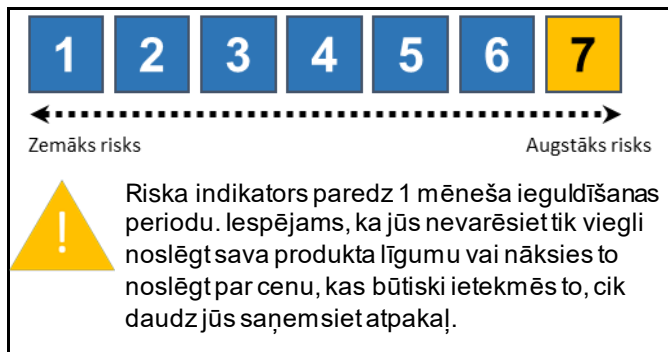 1 2 3 4 5 6 7
Zemāks risks Augstāks risks
! Riska indikators paredz 1 mēneša ieguldīšanas
periodu. Iespējams, ka jūs nevarēsiet tik viegli
noslēgt sava produkta līgumu vai nāksies to
noslēgt par cenu, kas būtiski ietekmēs to, cik
daudz jūs saņemsiet atpakaļ.